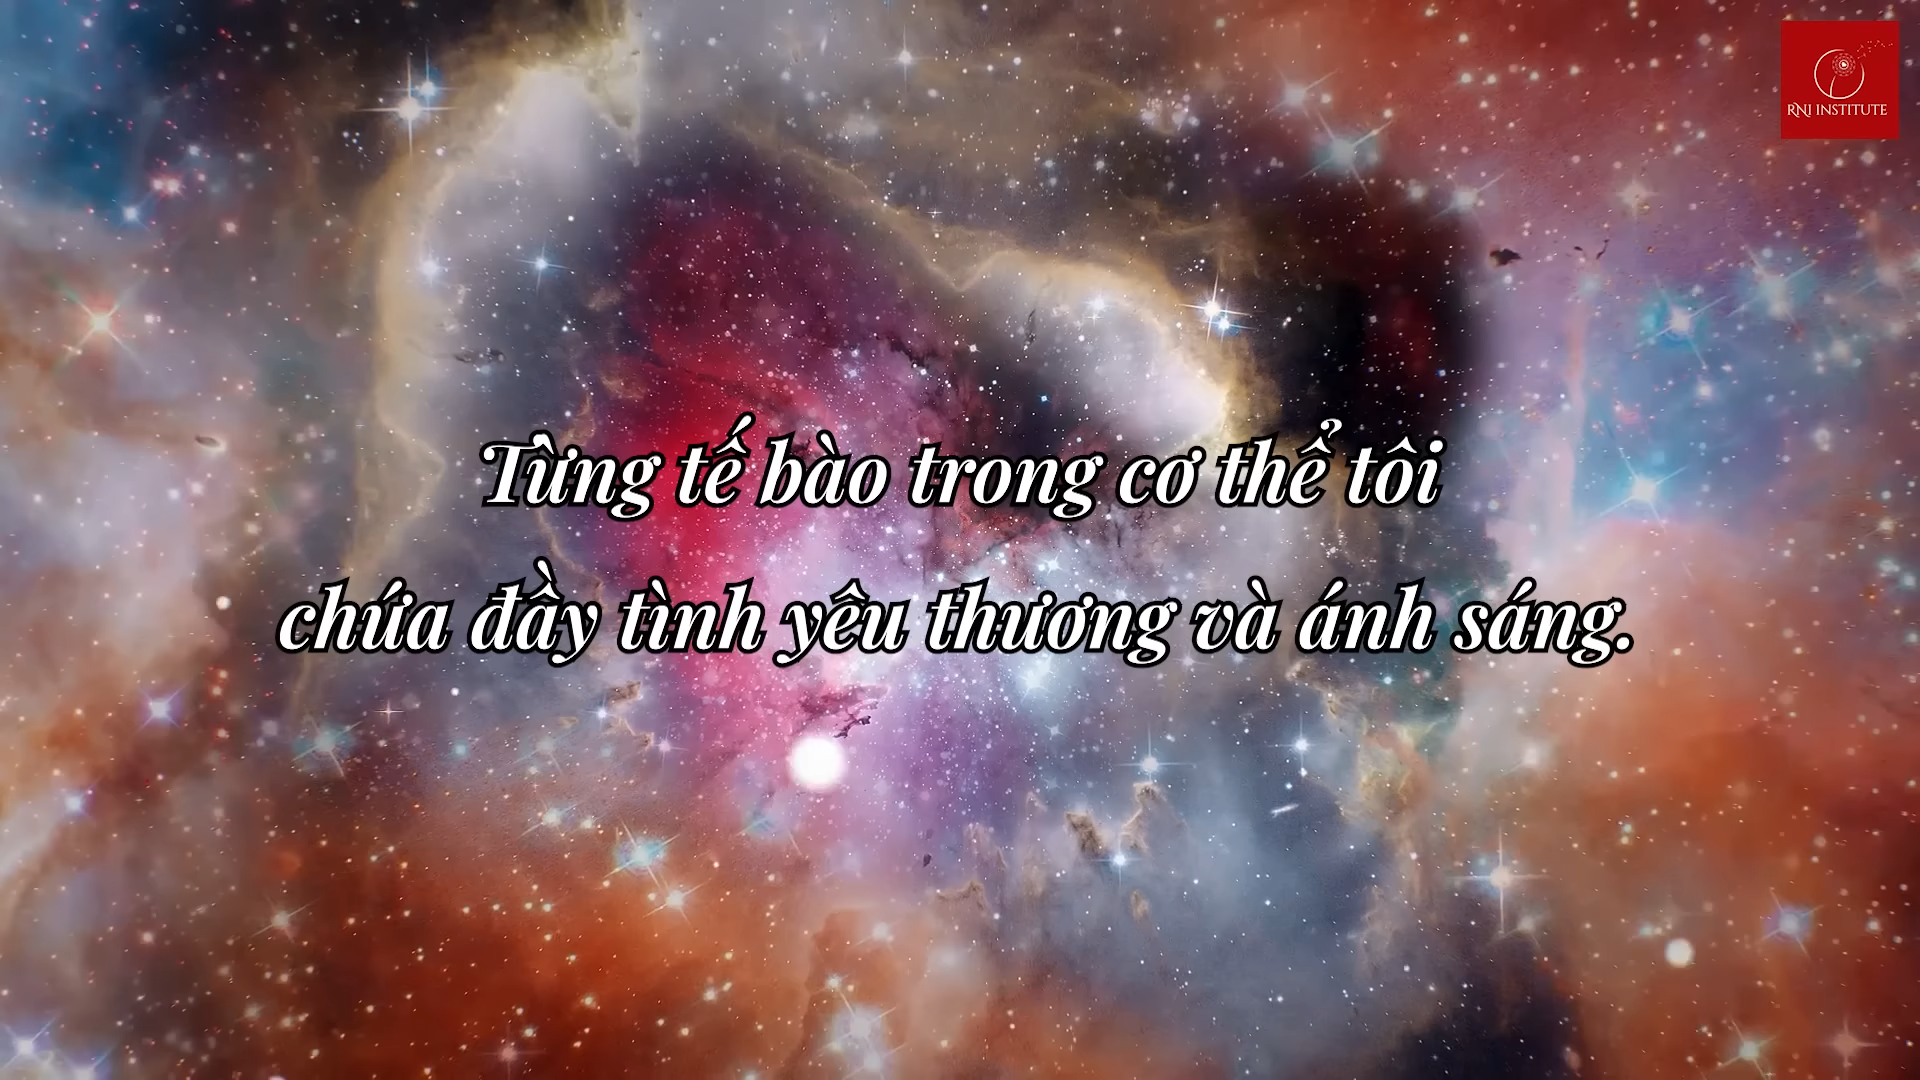 RNI INSTITUTE
Từng tế bào trong cơ thể tôi
chứa đầy tình yêu thương và ánh sáng.